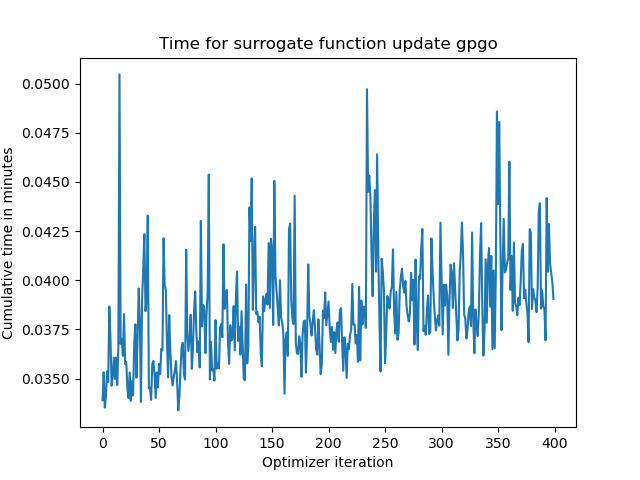 Time for surrogate function update gpgo
Cumulative time in minutes
0.0500
0.0475
0.0450
0.0425
0.0400
0.0375
0.0350
0 50 100 150 200 250 300 350 400
Optimizer iteration